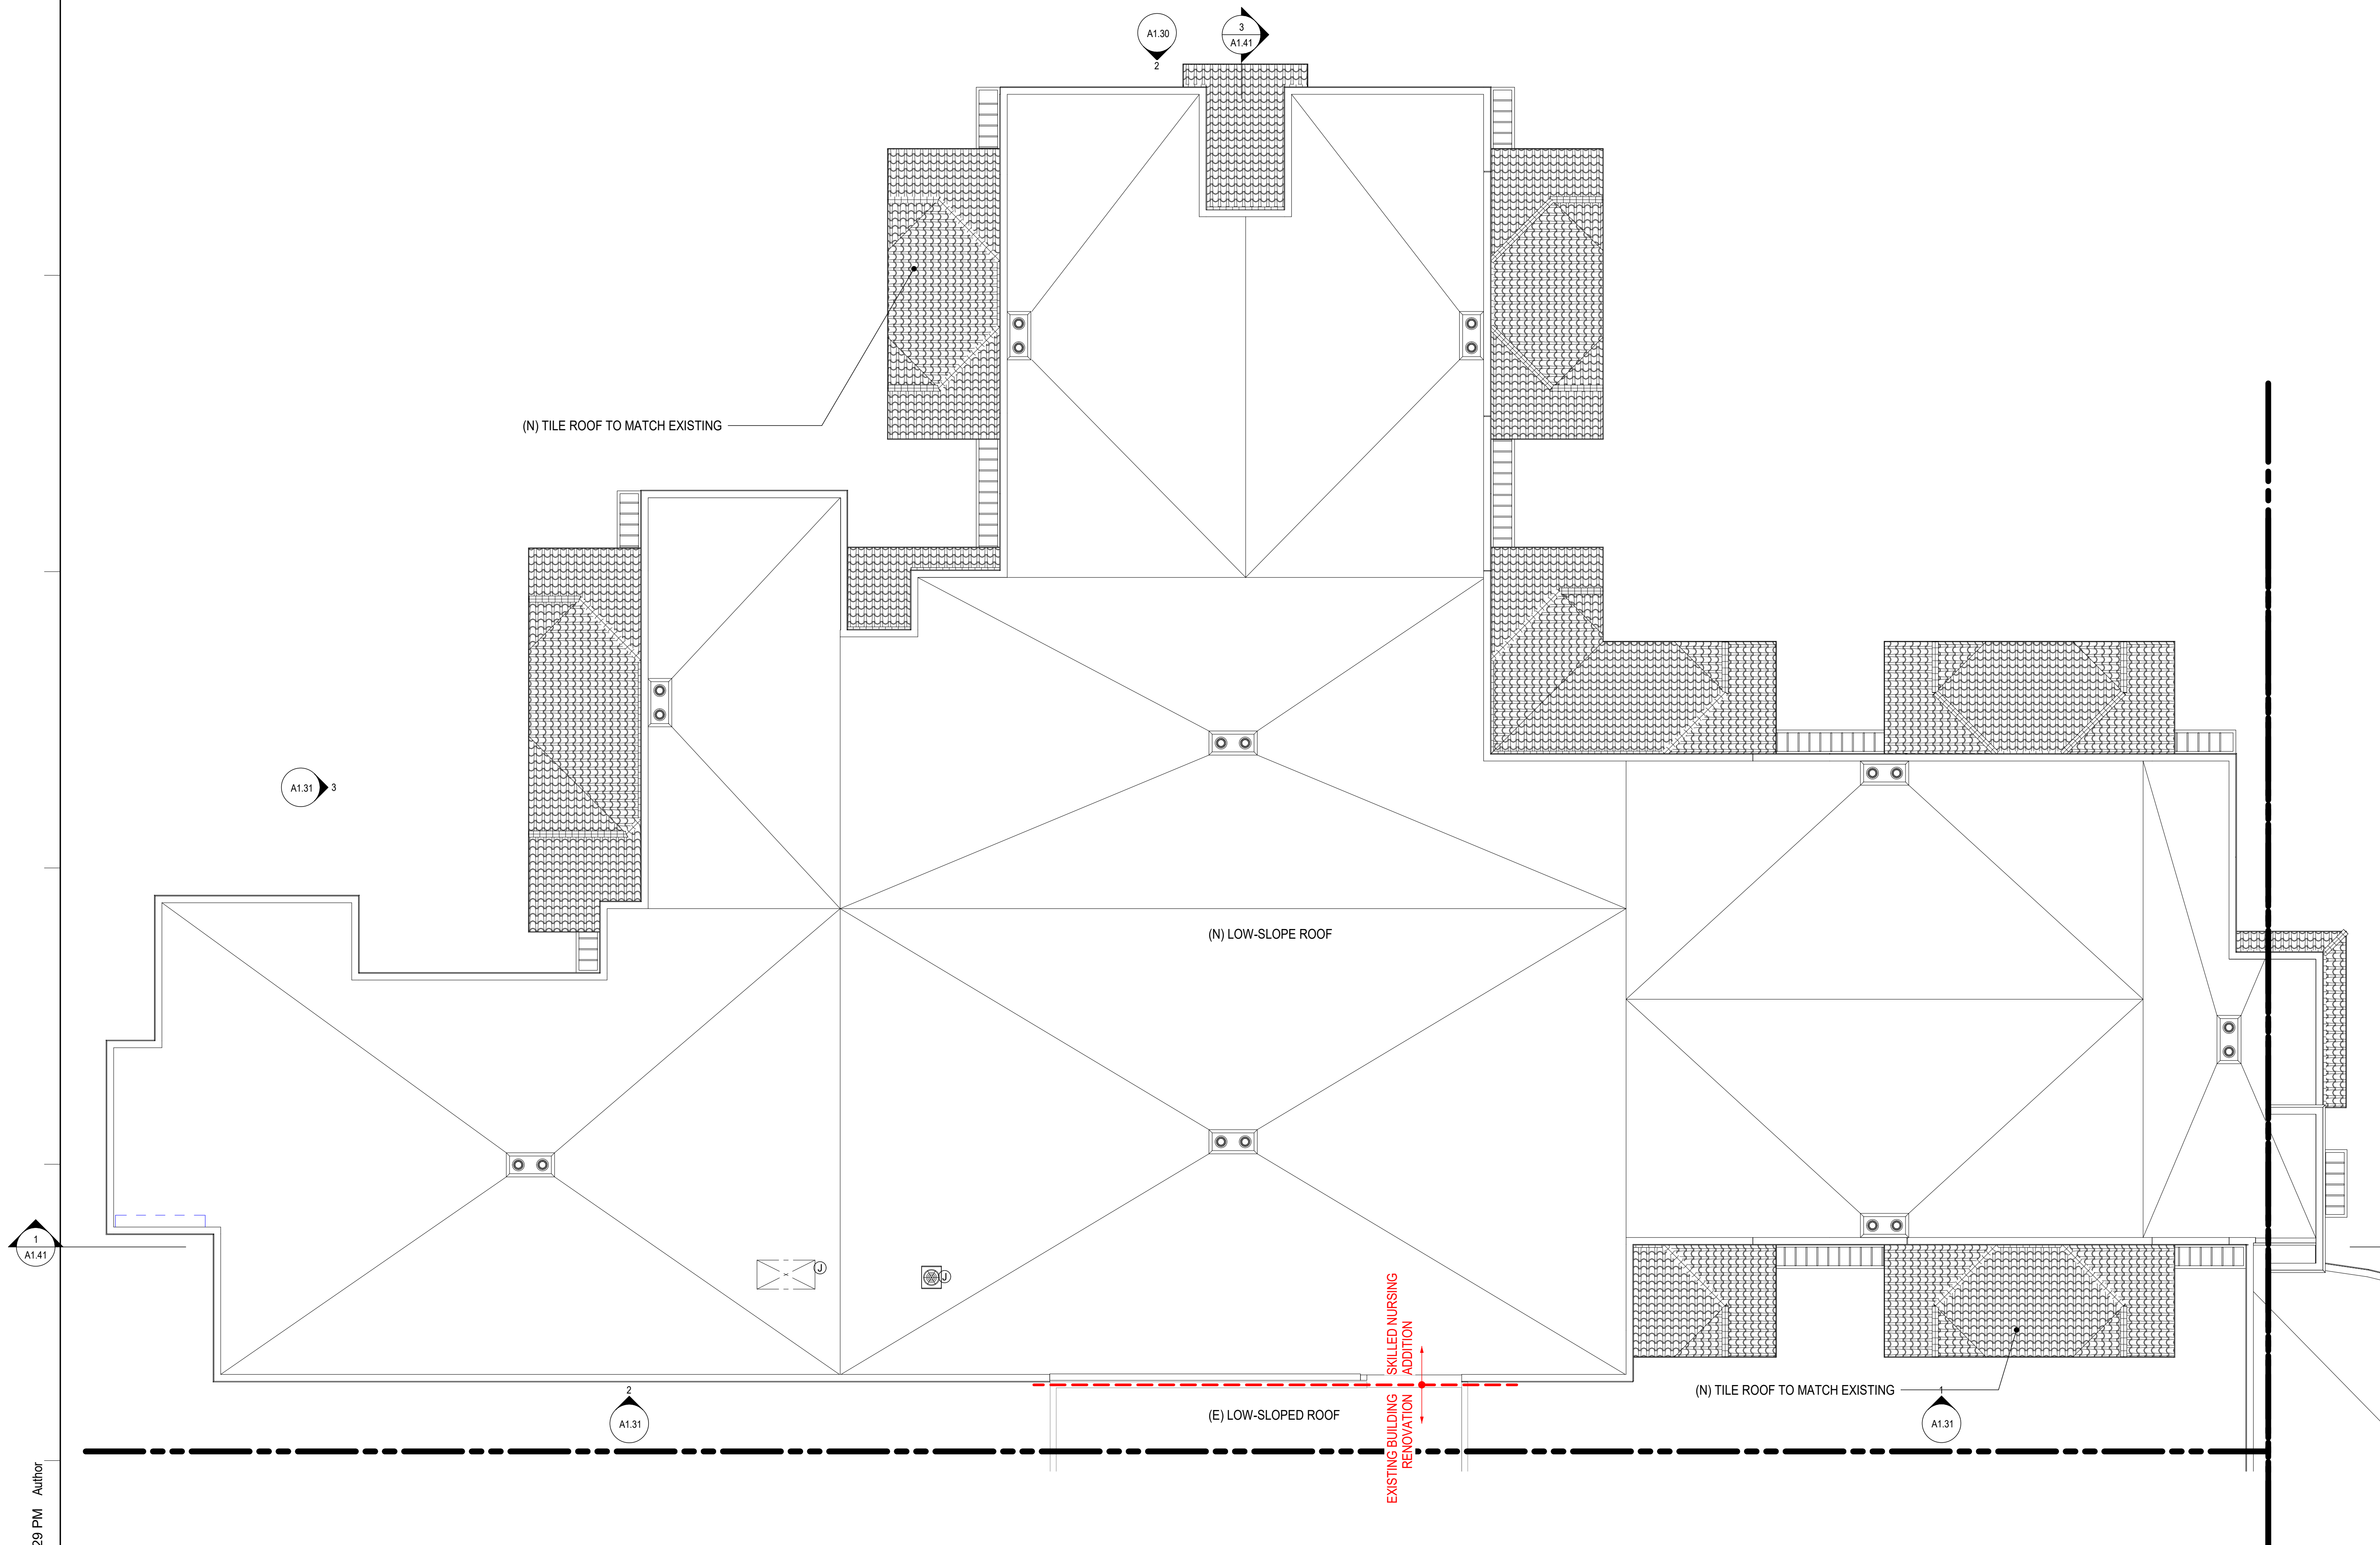 A1.30
2
3
A1.41
(N) TILE ROOF TO MATCH EXISTING
A1.31
3
(N) LOW-SLOPE ROOF
1
A1.41
J
J
SKILLED NURSING
ADDITION
EXISTING BUILDING
RENOVATION
2
A1.31
(E) LOW-SLOPED ROOF
(N) TILE ROOF TO MATCH EXISTING
1
A1.31
29 PM Author